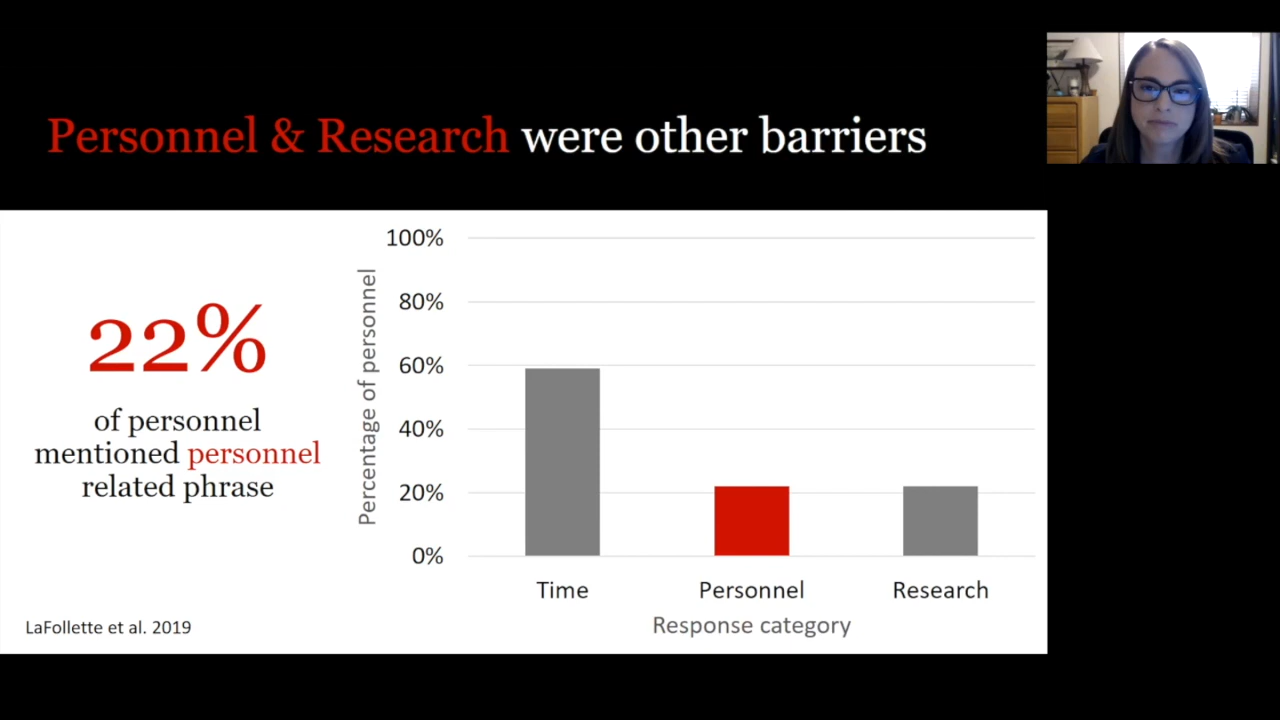 Personnel & Research were other barriers
22%
of personnel
mentioned personnel
related phrase
LaFollette et al. 2019
Percentage of personnel
100%
80%
60%
40%
20%
0%
Time
Personnel
Research
Response category